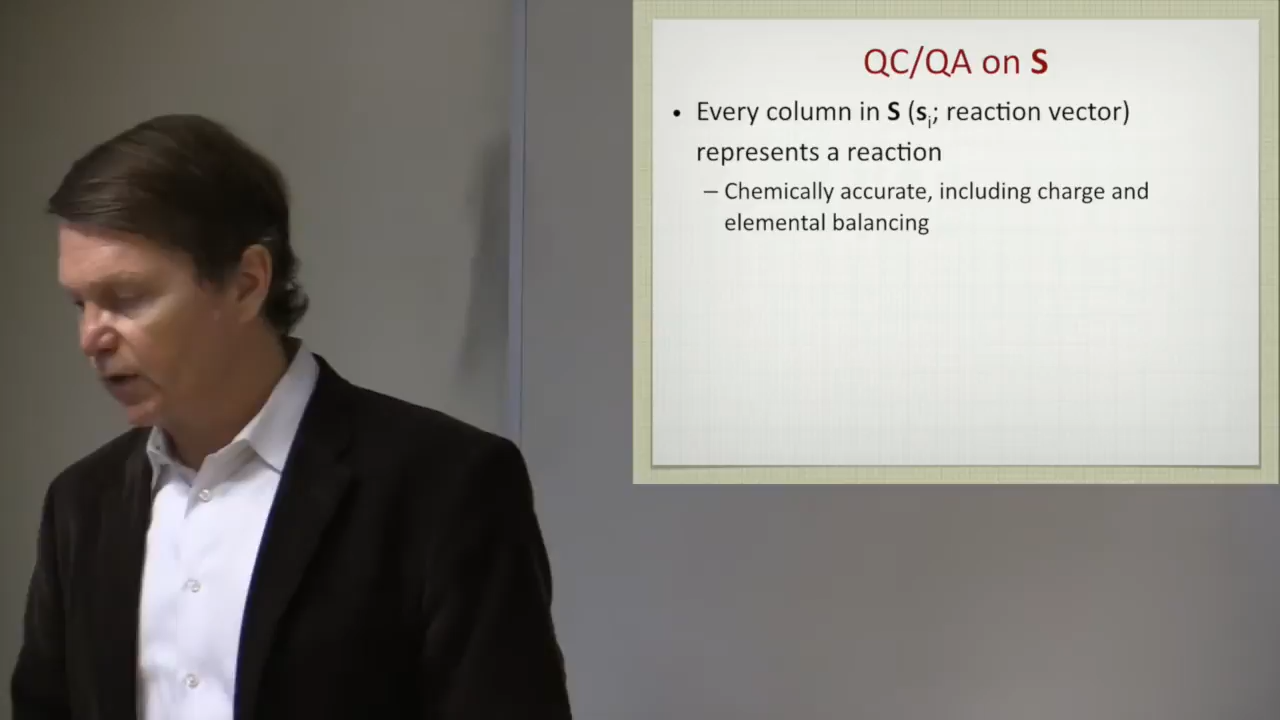 QC/QA on S
• Every column in S (si; reaction vector)
represents a reaction
– Chemically accurate, including charge and
elemental balancing